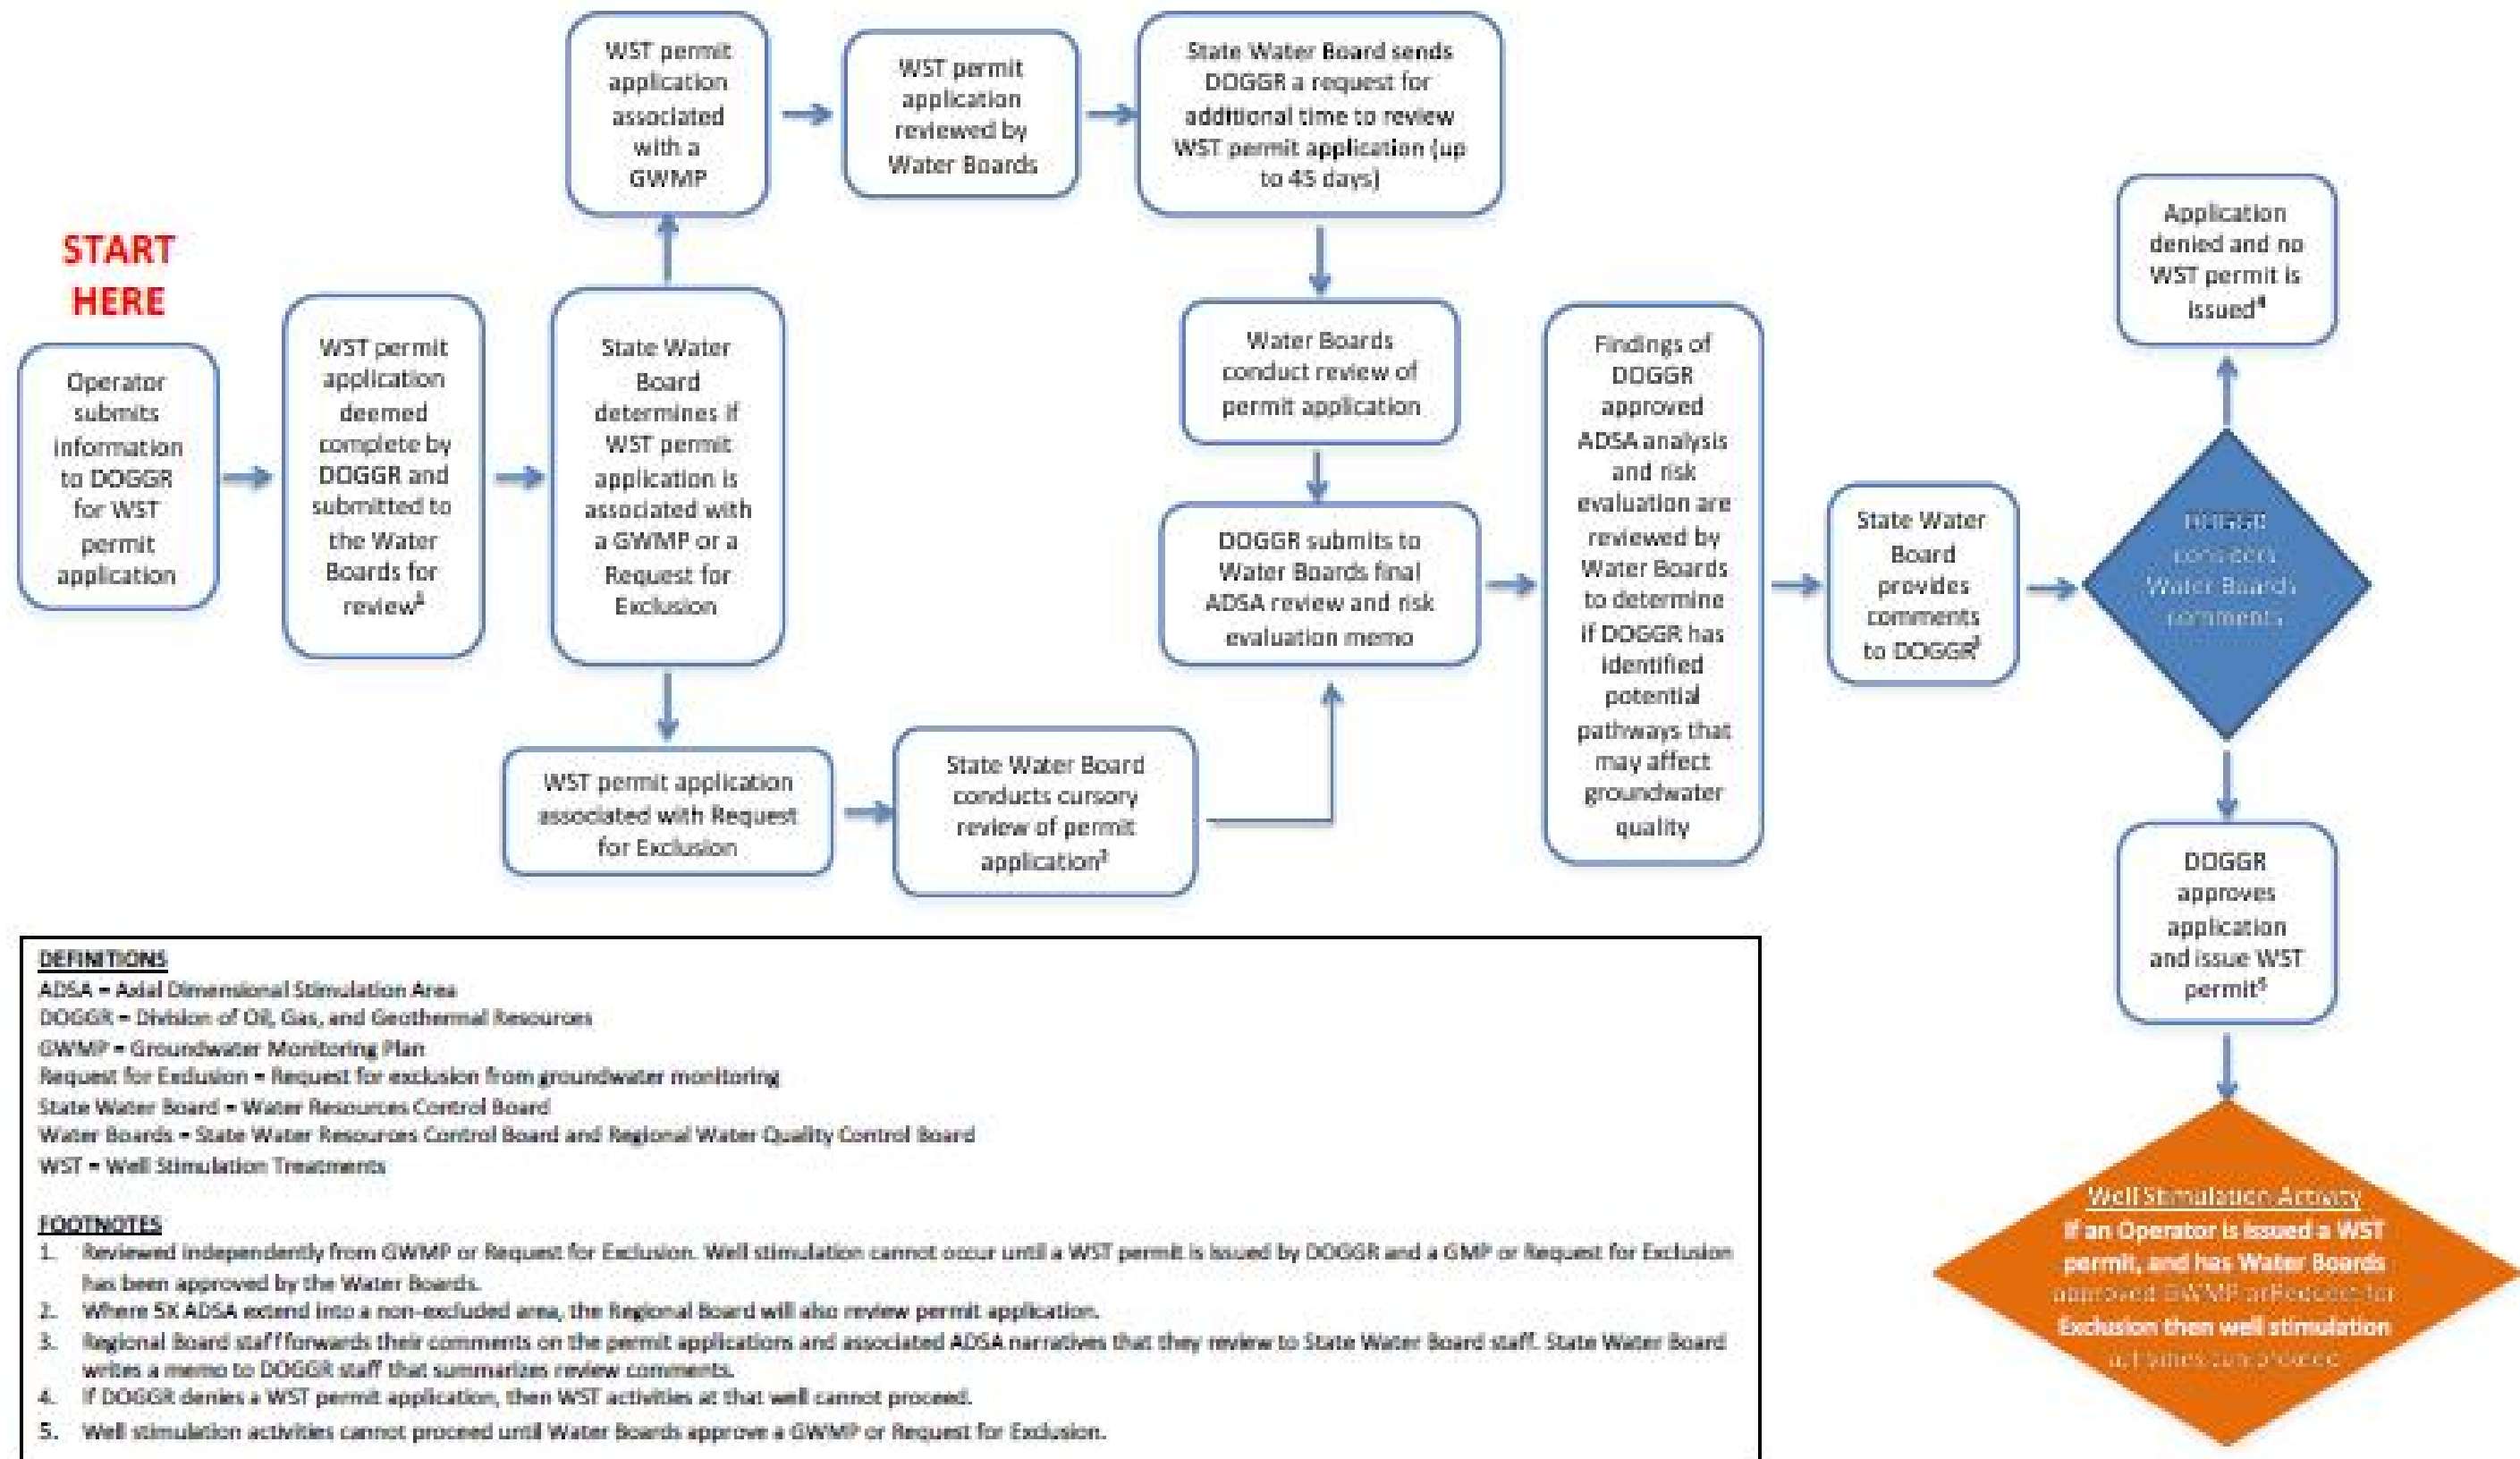 START
HERE
Operator
submits
information
to DOGGR
for WST
permit
application
WST permit
application
deemed
complete by
DOGGR and
submitted to
the Water
Boards for
review¹
State Water
Board
determines if
WST permit
application is
associated with
a GWMP or a
Request for
Exclusion
WST permit
application
associated
with a
GWMP
WST permit
application
reviewed by
Water Boards
State Water Board sends
DOGGR a request for
additional time to review
WST permit application (up
to 45 days)
Water Boards
conduct review of
permit application
WST permit application
associated with Request
for Exclusion
State Water Board
conducts cursory
review of permit
application²
DOGGR submits to
Water Boards final
ADSA review and risk
evaluation memo
Findings of
DOGGR
approved
ADSA analysis
and risk
evaluation are
reviewed by
Water Boards
to determine
if DOGGR has
identified
potential
pathways that
may affect
groundwater
quality
State Water
Board
provides
comments
to DOGGR³
DOGGR
considers
Water Boards
comments
Application
denied and no
WST permit is
issued⁴
DOGGR
approves
application
and issue WST
permit⁵
Well Stimulation Activity
If an Operator is issued a WST
permit, and has Water Boards
approved GWMP or Request for
Exclusion then well stimulation
activities can proceed
DEFINITIONS
ADSA = Axial Dimensional Stimulation Area
DOGGR = Division of Oil, Gas, and Geothermal Resources
GWMP = Groundwater Monitoring Plan
Request for Exclusion = Request for exclusion from groundwater monitoring
State Water Board = Water Resources Control Board
Water Boards = State Water Resources Control Board and Regional Water Quality Control Board
WST = Well Stimulation Treatments
FOOTNOTES
1. Reviewed independently from GWMP or Request for Exclusion. Well stimulation cannot occur until a WST permit is issued by DOGGR and a GMP or Request for Exclusion
has been approved by the Water Boards.
2. Where 5X ADSA extend into a non-excluded area, the Regional Board will also review permit application.
3. Regional Board staff forwards their comments on the permit applications and associated ADSA narratives that they review to State Water Board staff. State Water Board
writes a memo to DOGGR staff that summarizes review comments.
4. If DOGGR denies a WST permit application, then WST activities at that well cannot proceed.
5. Well stimulation activities cannot proceed until Water Boards approve a GWMP or Request for Exclusion.